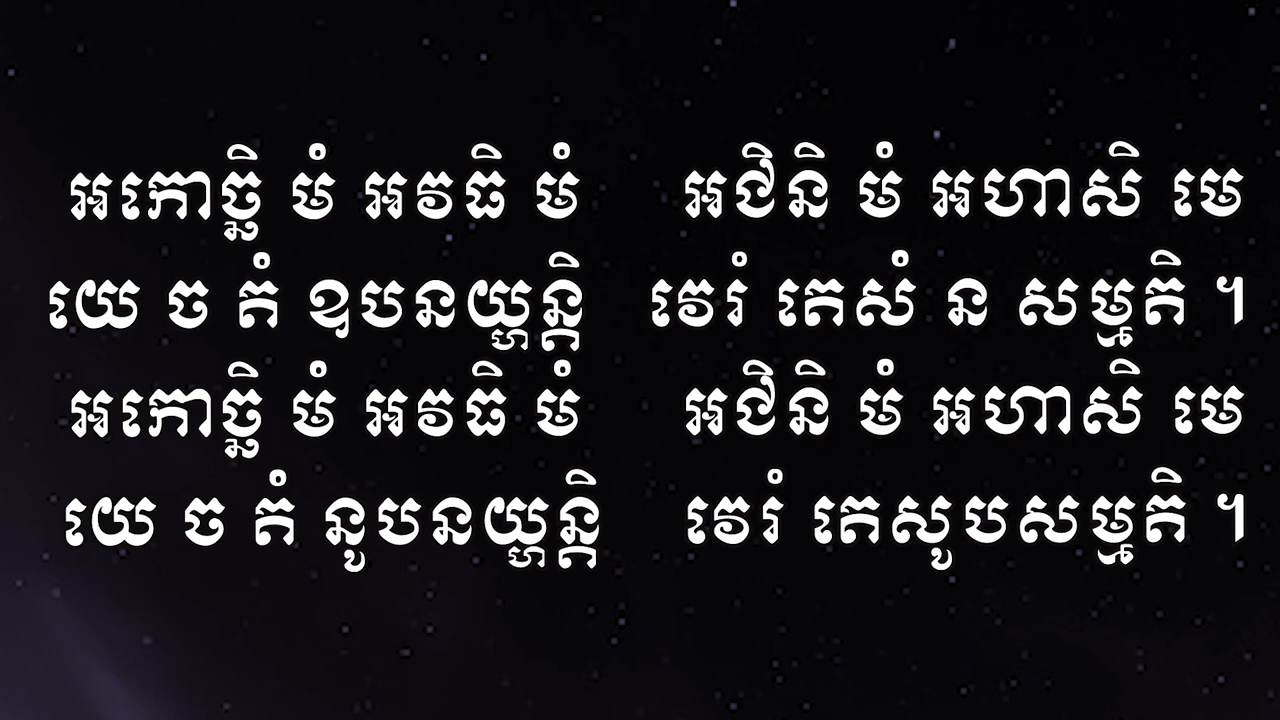 អកោច្ឆិ មំ អវធិ មំ អជិនិ មំ អហាសិ មេ
យេ ច តំ ឧបនយ្ហន្តិ វេរំ តេសំ ន សម្មតិ ។
អកោច្ឆិ មំ អវធិ មំ អជិនិ មំ អហាសិ មេ
យេ ច តំ នូបនយ្ហន្តិ វេរំ តេសូបសម្មតិ ។